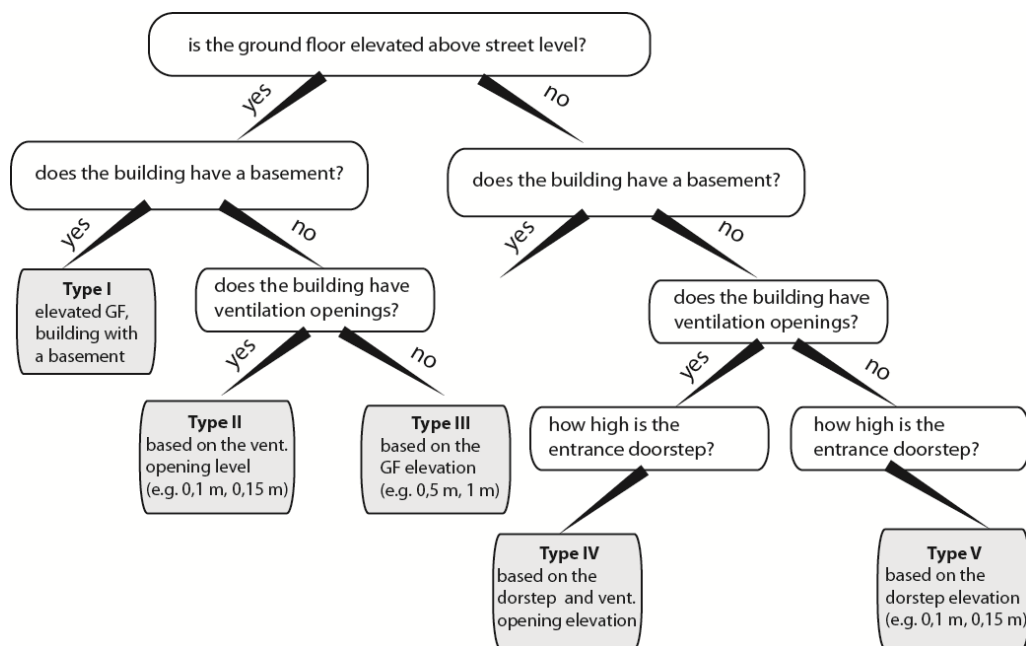 is the ground floor elevated above street level?
yes
no
does the building have a basement?
does the building have a basement?
yes
no
yes
no
Type I
elevated GF,
building with
a basement
does the building have
ventilation openings?
does the building have
ventilation openings?
yes
no
yes
no
Type II
based on the vent.
opening level
(e.g. 0,1 m, 0,15 m)
Type III
based on the
GF elevation
(e.g. 0,5 m, 1 m)
how high is the
entrance doorstep?
how high is the
entrance doorstep?
Type IV
based on the
dorstep and vent.
opening elevation
Type V
based on the
dorstep elevation
(e.g. 0,1 m, 0,15 m)